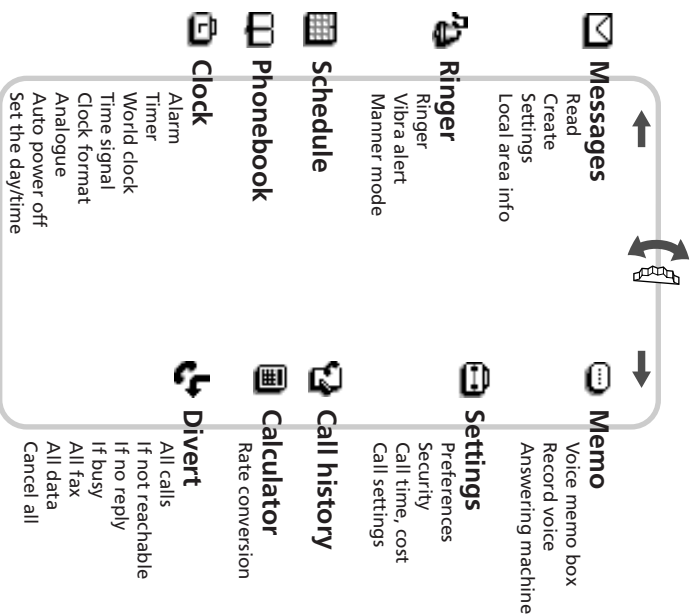 Messages
Read
Create
Settings
Local area info
Ringer
Ringer
Vibra alert
Manner mode
Schedule
Phonebook
Clock
Alarm
Timer
World clock
Time signal
Clock format
Analogue
Auto power off
Set the day/time
Memo
Voice memo box
Record voice
Answering machine
Settings
Preferences
Security
Call time, cost
Call settings
Call history
Calculator
Rate conversion
Divert
All calls
If not reachable
If no reply
If busy
All fax
All data
Cancel all